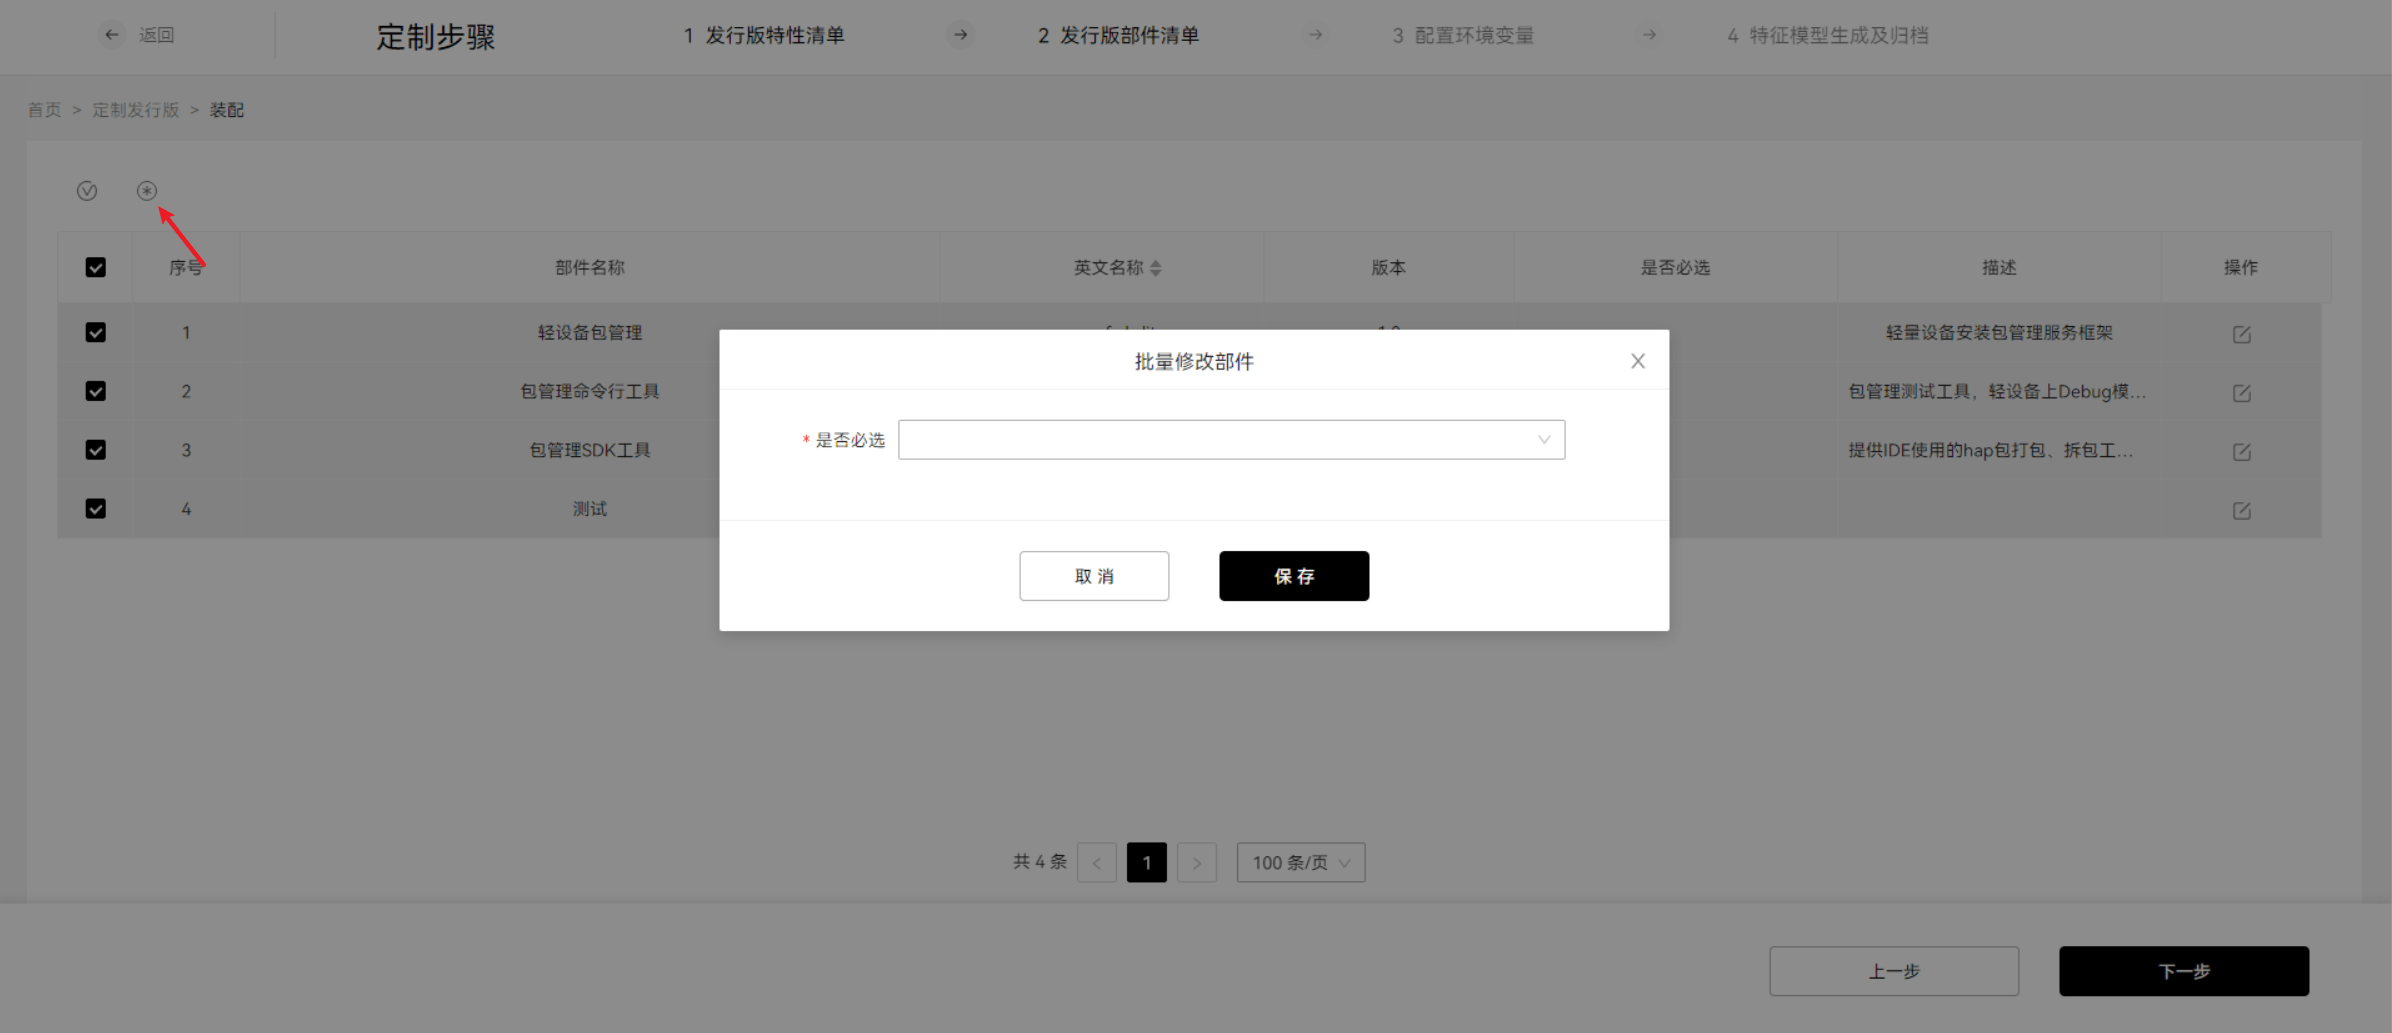 返回
定制步骤
1 发行版特性清单
2 发行版部件清单
3 配置环境变量
4 特征模型生成及归档
首页 > 定制发行版 > 装配
序号 部件名称 英文名称 版本 是否必选 描述 操作
1 轻设备包管理 轻量设备安装包管理服务框架
2 包管理命令行工具 包管理测试工具，轻设备上Debug模...
3 包管理SDK工具 提供IDE使用的hap包打包、拆包工...
4 测试
批量修改部件
* 是否必选
取 消
保 存
共 4 条 < 1 > 100 条/页
上一步
下一步